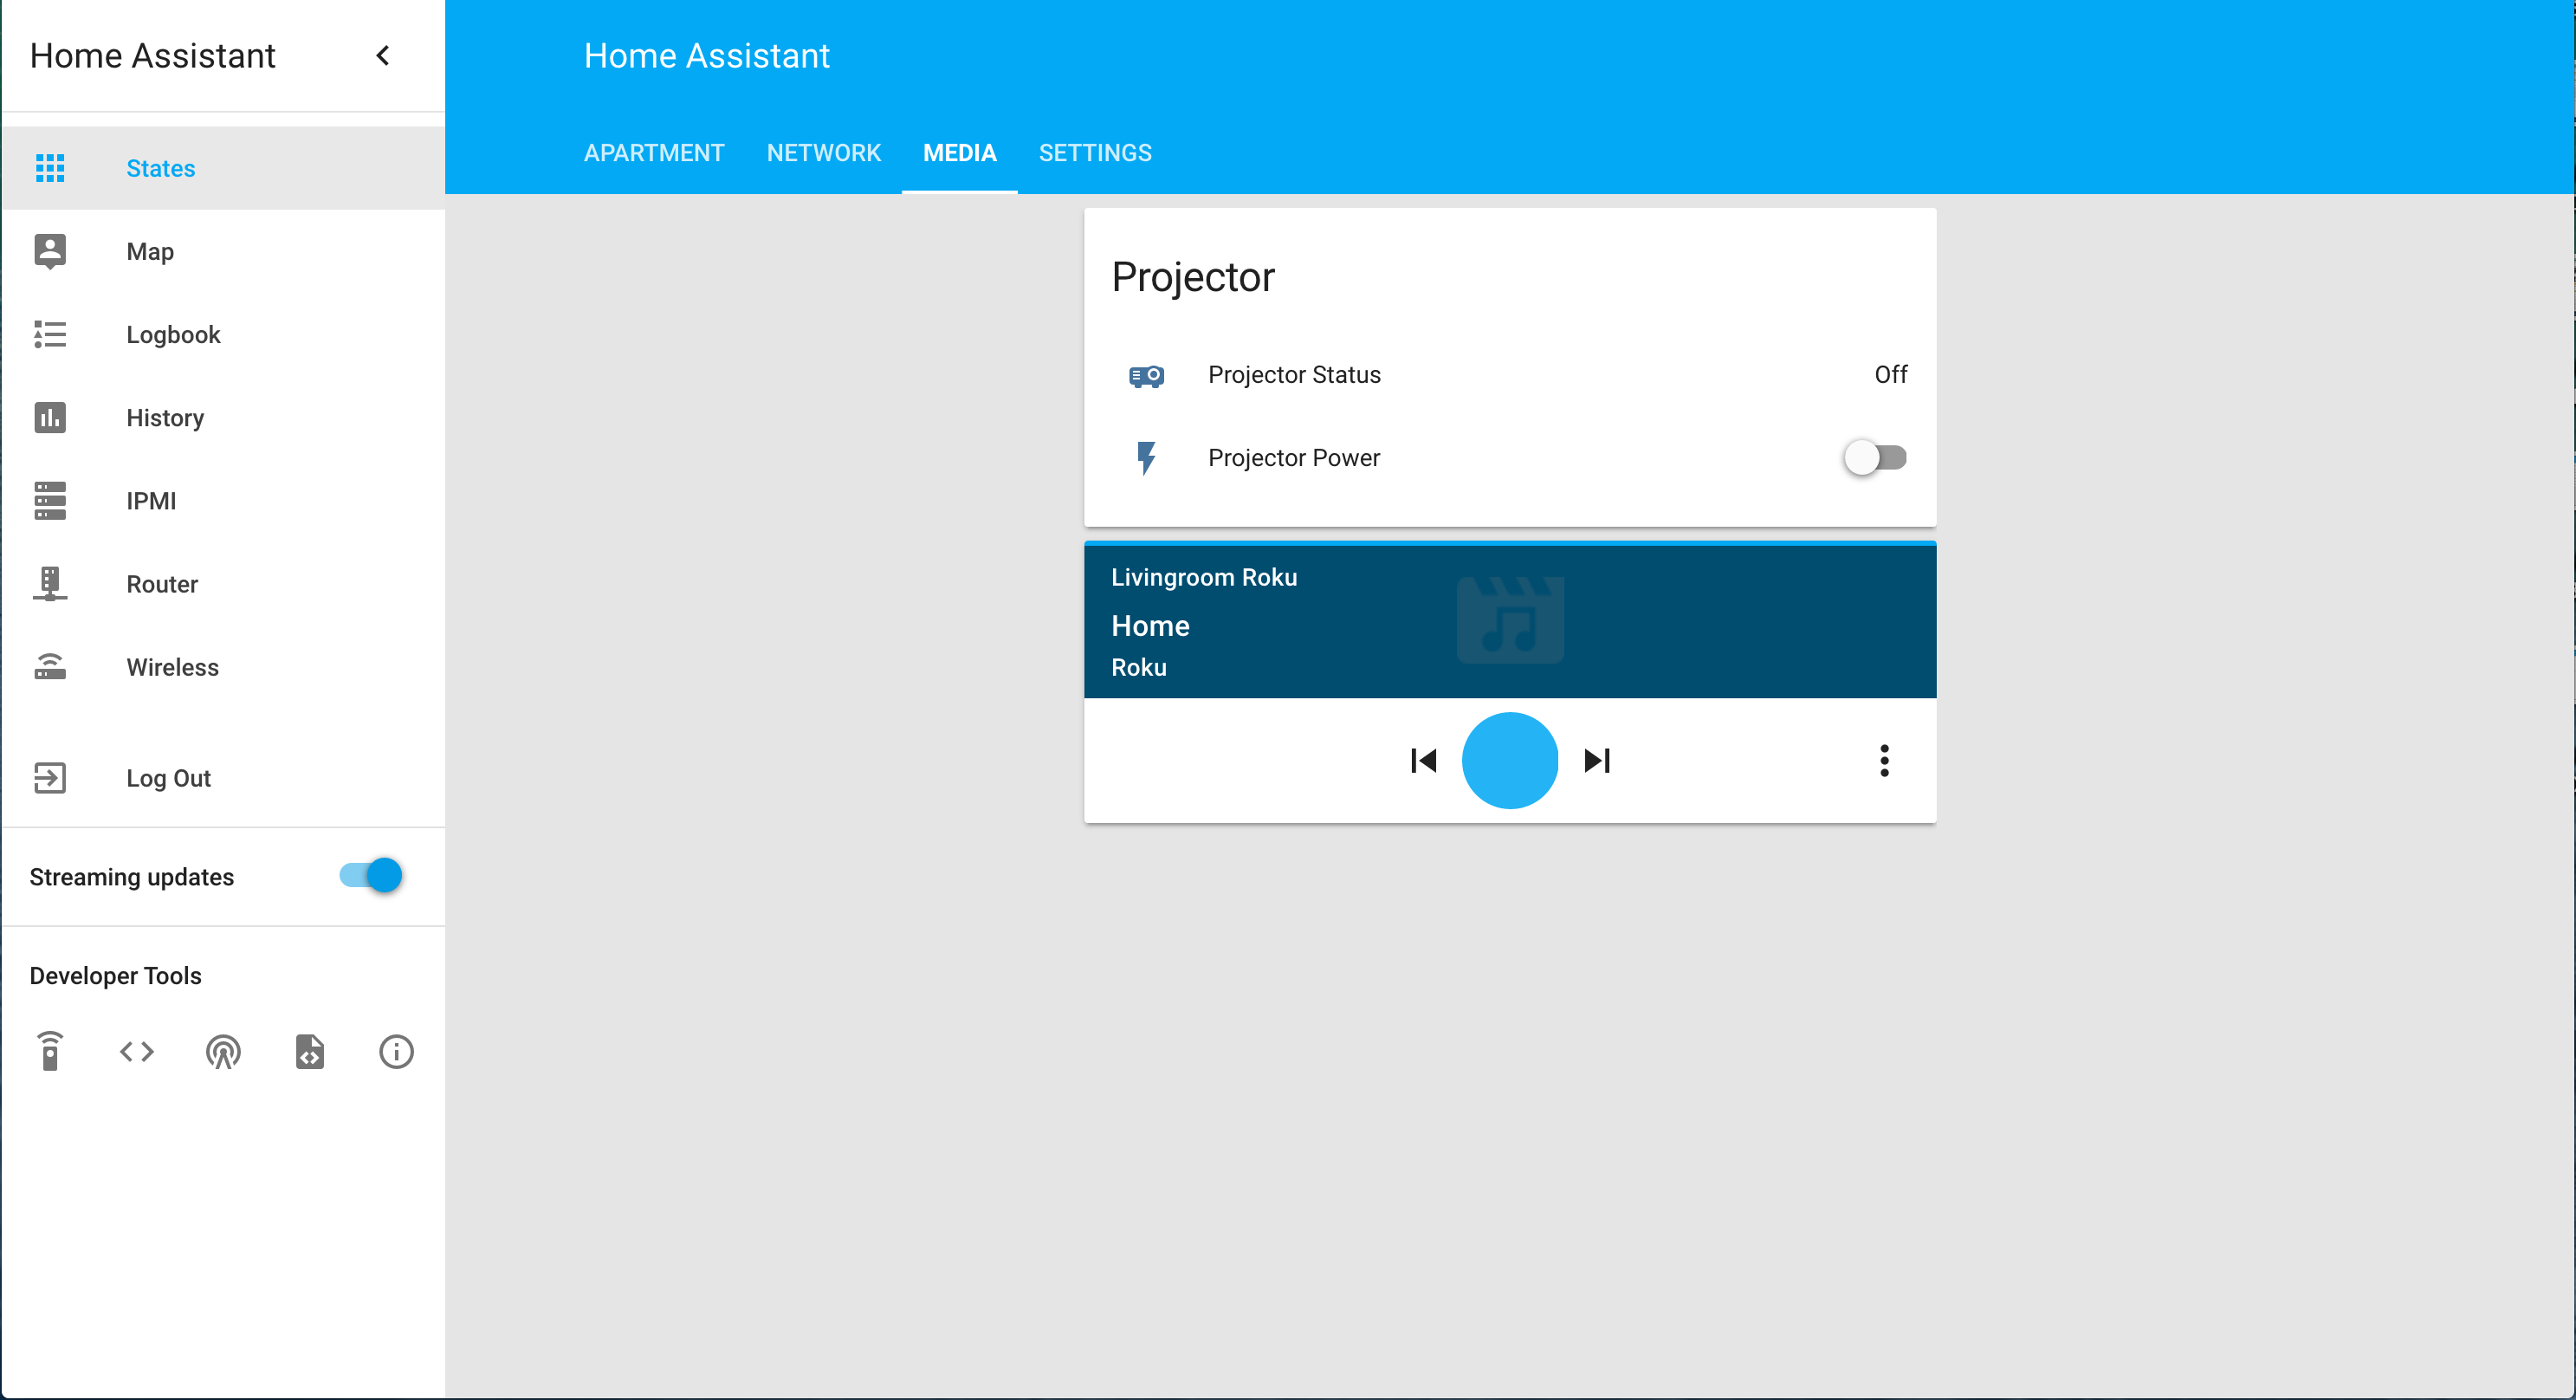 Home Assistant
States
Map
Logbook
History
IPMI
Router
Wireless
Log Out
Streaming updates
Developer Tools
Home Assistant
APARTMENT NETWORK MEDIA SETTINGS
Projector
Projector Status Off
Projector Power
Livingroom Roku
Home
Roku